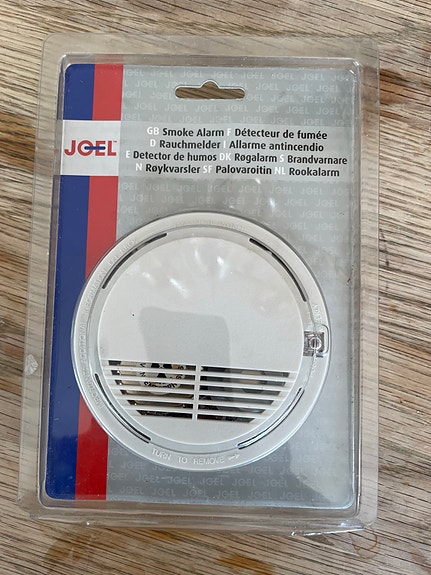 JOEL
GB Smoke Alarm F Détecteur de fumée
D Rauchmelder I Allarme antincendio
E Detector de humos DK Røgalarm S Brandvarnare
N Røykvarsler SF Palovaroitin NL Rookalarm
TURN TO REMOVE